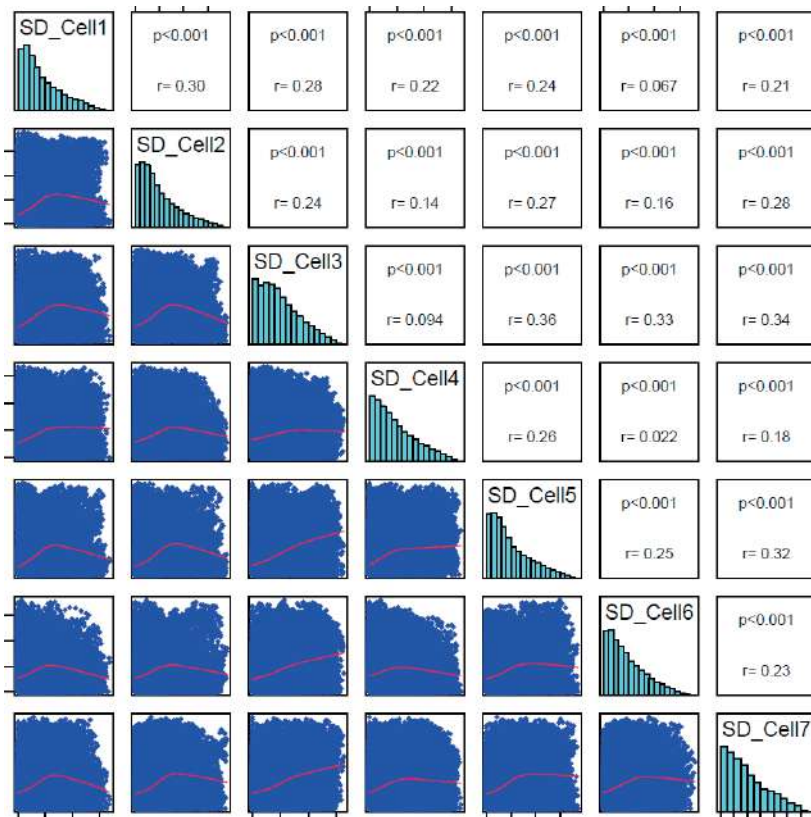 SD_Cell1 p<0.001 p<0.001 p<0.001 p<0.001 p<0.001 p<0.001
r= 0.30 r= 0.28 r= 0.22 r= 0.24 r= 0.067 r= 0.21
SD_Cell2 p<0.001 p<0.001 p<0.001 p<0.001 p<0.001
r= 0.24 r= 0.14 r= 0.27 r= 0.16 r= 0.28
SD_Cell3 p<0.001 p<0.001 p<0.001 p<0.001
r= 0.094 r= 0.36 r= 0.33 r= 0.34
SD_Cell4 p<0.001 p<0.001 p<0.001
r= 0.26 r= 0.022 r= 0.18
SD_Cell5 p<0.001 p<0.001
r= 0.25 r= 0.32
SD_Cell6 p<0.001
r= 0.23
SD_Cell7